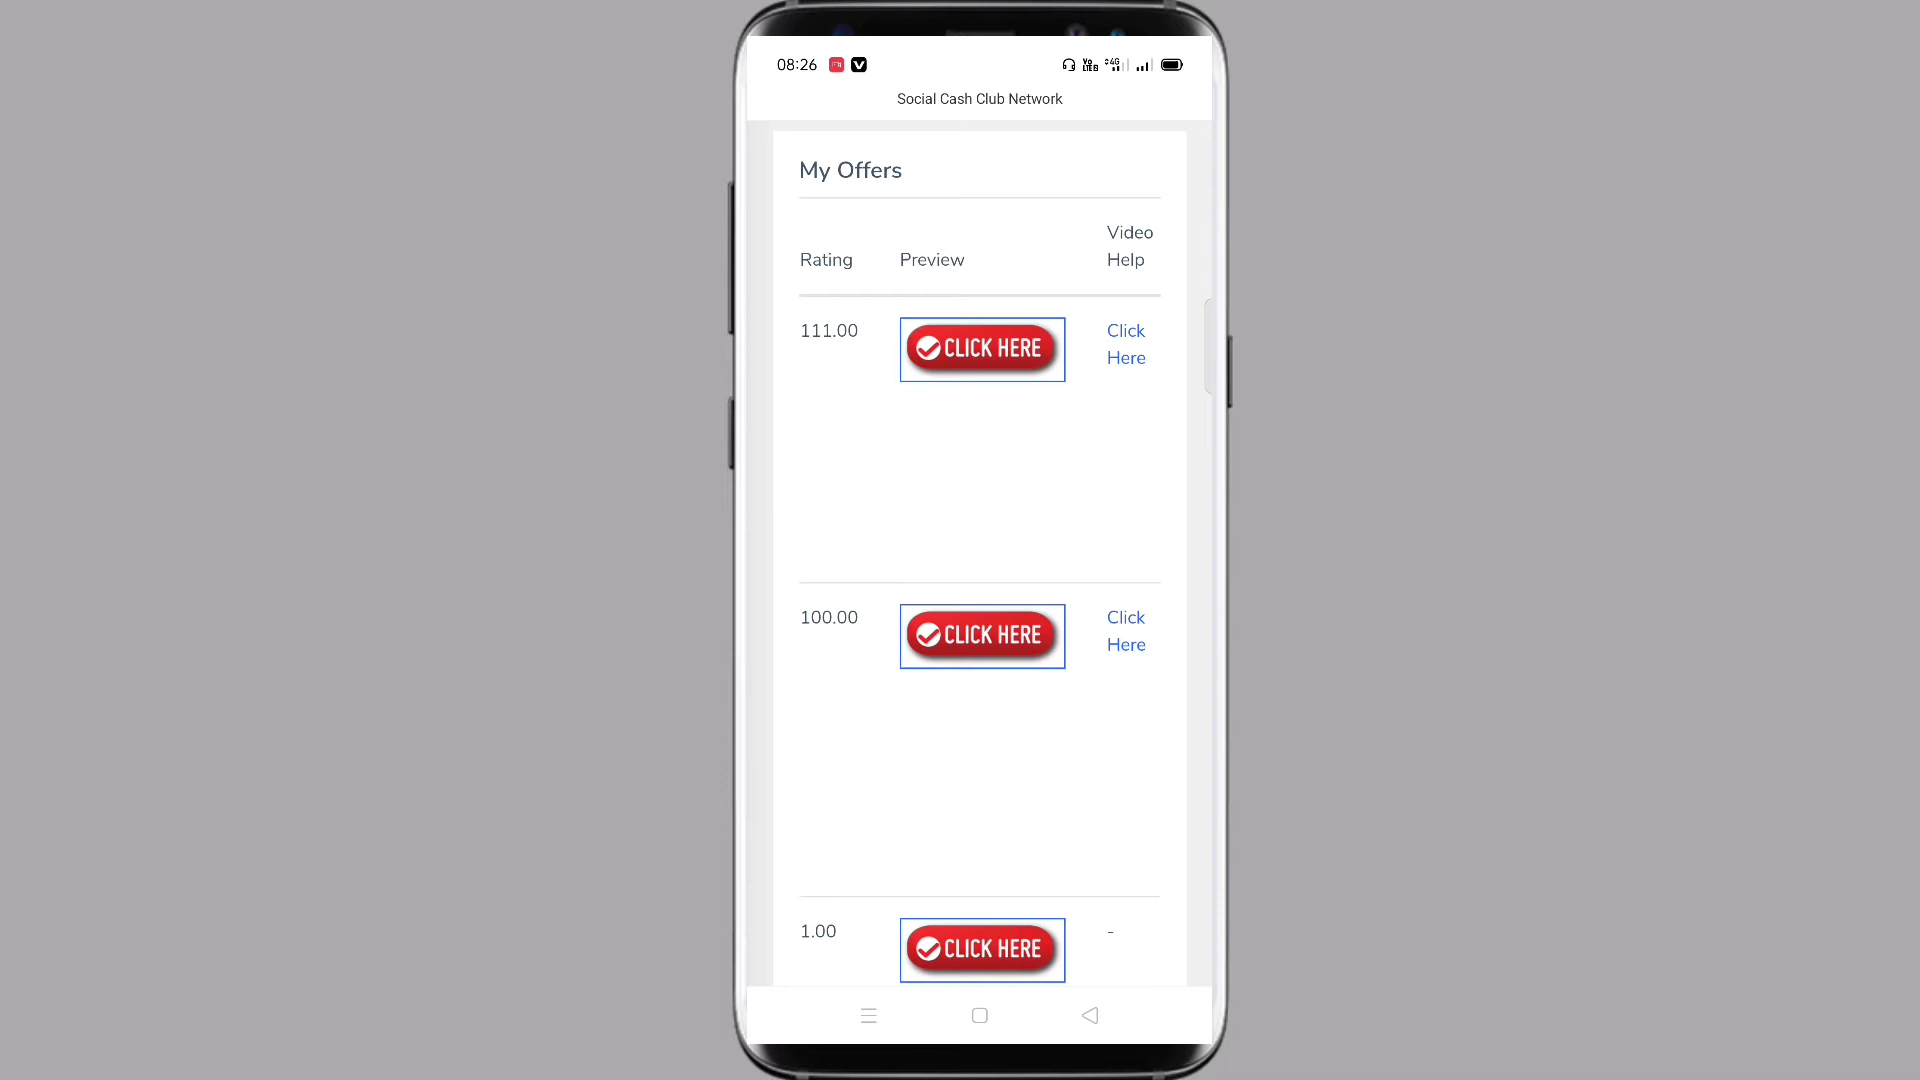 08:26
Social Cash Club Network
My Offers
Video
Rating Preview Help
111.00 CLICK HERE Click
Here
100.00 CLICK HERE Click
Here
1.00 CLICK HERE -